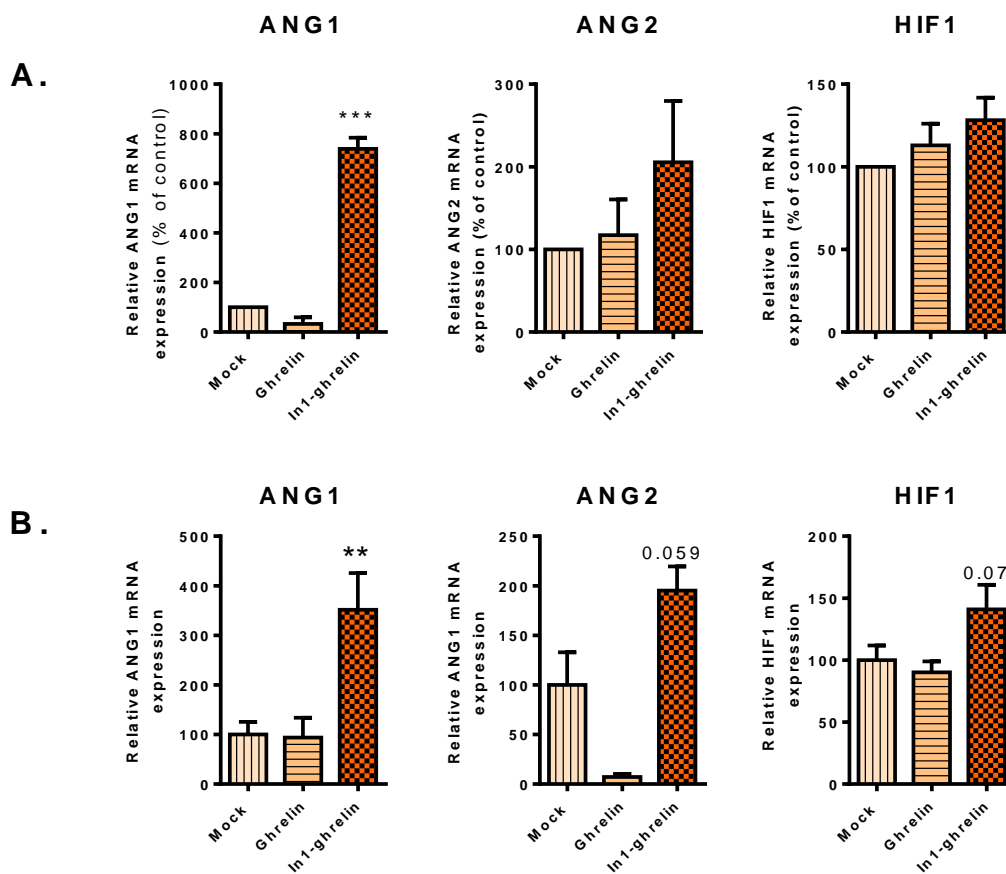 ANG1
ANG2
HIF1
A.
Relative ANG1 mRNA
expression (% of control)
1000
800
600
400
200
0
***
Mock
Ghrelin
In1-ghrelin
Relative ANG2 mRNA
expression (%of control)
300
200
100
0
Mock
Ghrelin
In1-ghrelin
Relative HIF1 mRNA
expression (%of control)
150
100
50
0
Mock
Ghrelin
In1-ghrelin
ANG1
ANG2
HIF1
B.
Relative ANG1 mRNA
expression
500
400
300
200
100
0
**
Mock
Ghrelin
In1-ghrelin
Relative ANG1 mRNA
expression
250
200
150
100
50
0
0.059
Mock
Ghrelin
In1-ghrelin
Relative HIF1 mRNA
expression
200
150
100
50
0
0.07
Mock
Ghrelin
In1-ghrelin